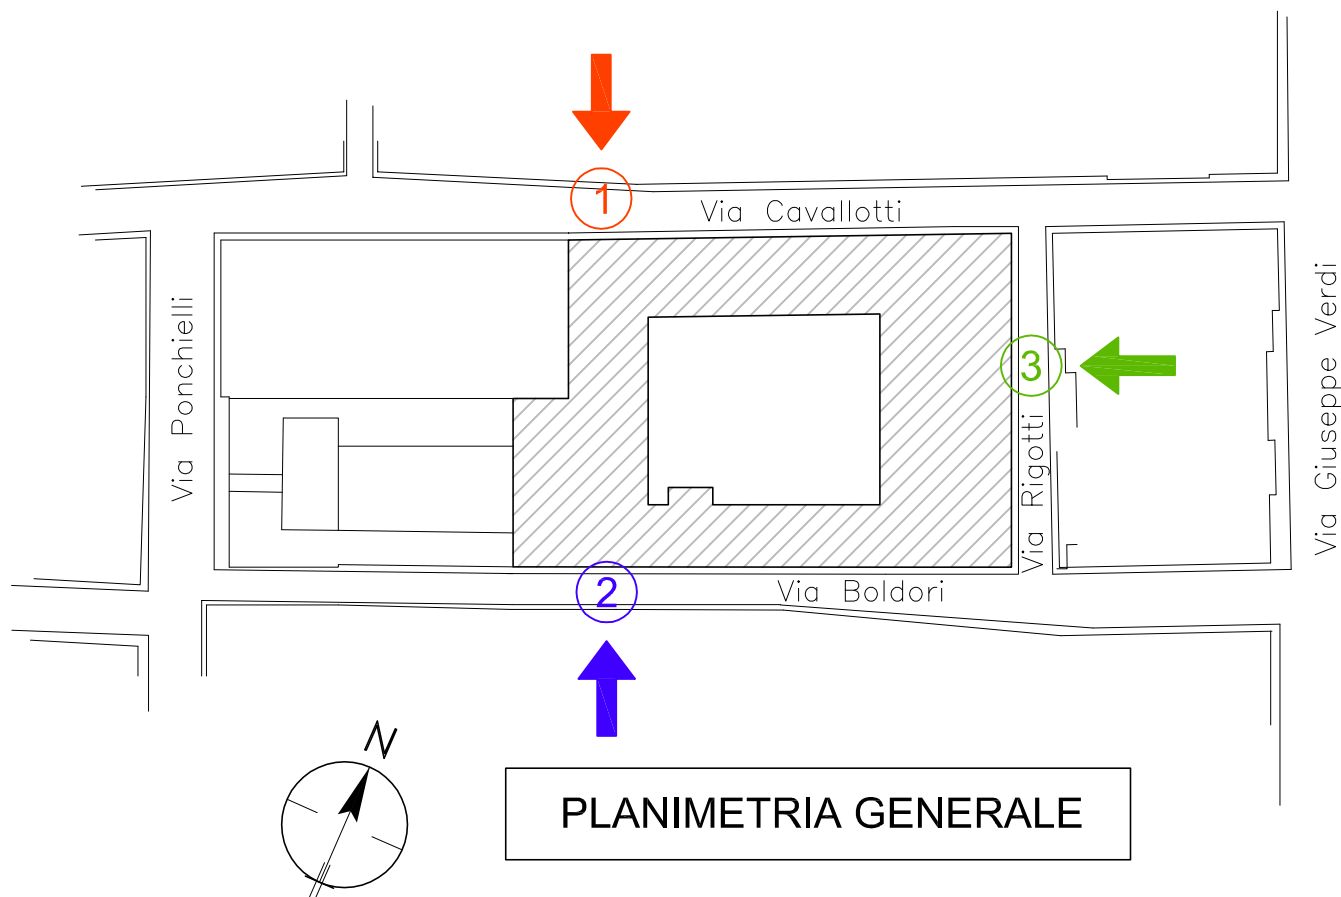 1
Via Cavallotti
Via Ponchielli
3
Via Rigotti
Via Giuseppe Verdi
2
Via Boldori
N
PLANIMETRIA GENERALE